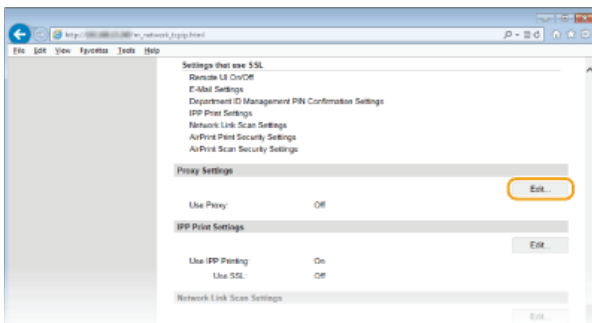 http://
m_network_tcpip.html
File Edit View Favorites Tools Help
Settings that use SSL
Remote UI On/Off
E-Mail Settings
Department ID Management PIN Confirmation Settings
IPP Print Settings
Network Link Scan Settings
AirPrint Print Security Settings
AirPrint Scan Security Settings
Proxy Settings
Edit...
Use Proxy: Off
IPP Print Settings
Edit...
Use IPP Printing: On
Use SSL: Off
Network Link Scan Settings
Edit...